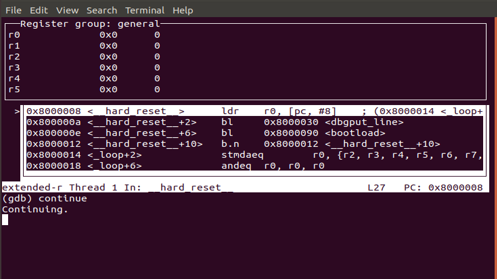 File Edit View Search Terminal Help
Register group: general
r0 0x0 0
r1 0x0 0
r2 0x0 0
r3 0x0 0
r4 0x0 0
r5 0x0 0
>0x8000008 <__hard_reset__> ldr r0, [pc, #8] ; (0x8000014 <_loop+
0x800000a <__hard_reset__+2> bl 0x8000030 <dbgput_line>
0x800000e <__hard_reset__+6> bl 0x8000090 <bootload>
0x8000012 <__hard_reset__+10> b.n 0x8000012 <__hard_reset__+10>
0x8000014 <_loop+2> stmdaeq r0, {r2, r3, r4, r5, r6, r7,
0x8000018 <_loop+6> andeq r0, r0, r0
extended-r Thread 1 In: __hard_reset__ L27 PC: 0x8000008
(gdb) continue
Continuing.